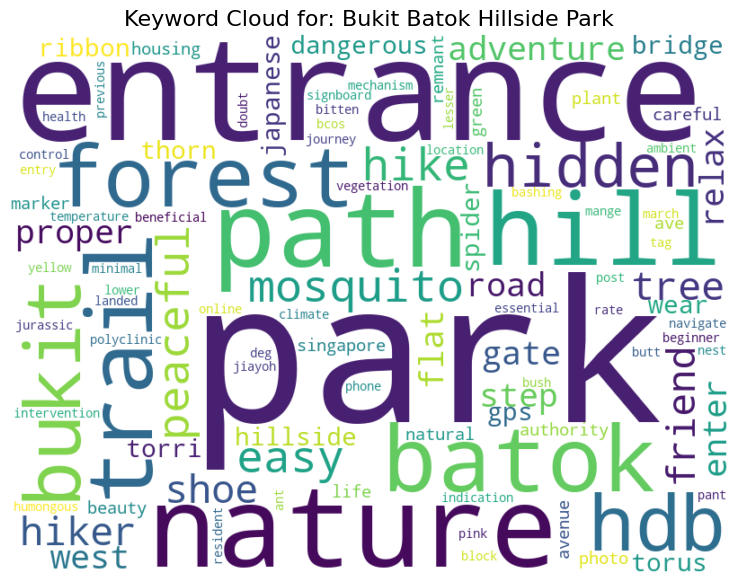 Keyword Cloud for: Bukit Batok Hillside Park
ribbon
housing
dangerous
adventure
bridge
entrance
previous
health
doubt
japanese
signboard
mechanism
bitten
bcos
journey
remnant
lesser
green
plant
careful
control
entry
thorn
forest
hike
location
hidden
ambient
relax
vegetation
marker
temperature
beneficial
path
hill
spider
bashing
mange
march
ave
tag
proper
peaceful
trail
bukit
yellow
minimal
lower
landed
jurassic
polyclinic
mosquito
road
post
tree
online
climate
essential
rate
wear
navigate
park
deg
jiayoh
singapore
phone
flat
gate
beginner
butt
nest
step
bush
gps
friend
enter
intervention
torri
hillside
easy
natural
authority
batok
humongous
beauty
shoe
life
indication
pant
hiker
west
nature
resident
ant
pink
block
avenue
photo
hdb
torus